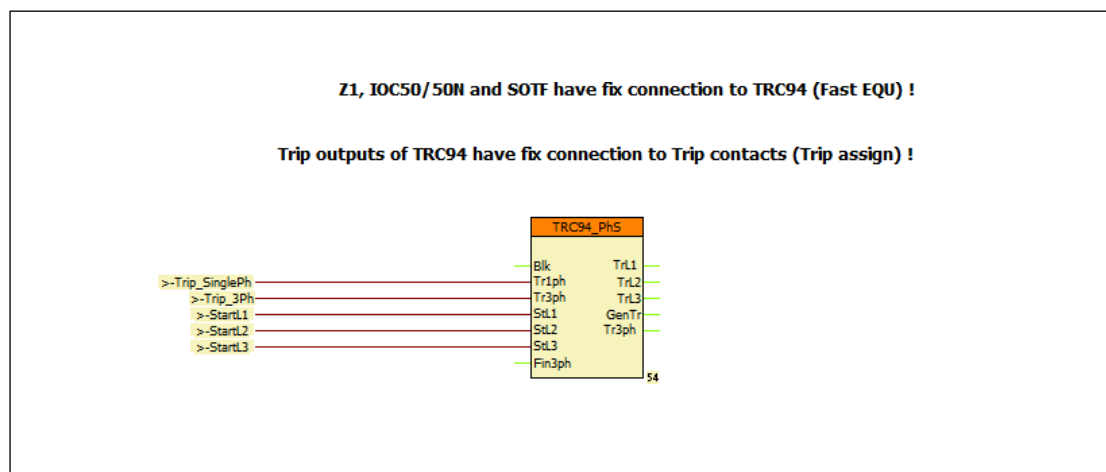 Z1, IOC50/50N and SOTF have fix connection to TRC94 (Fast EQU) !
Trip outputs of TRC94 have fix connection to Trip contacts (Trip assign) !
TRC94_PhS
Blk TrL1
>-Trip_SinglePh Tr1ph TrL2
>-Trip_3Ph Tr3ph TrL3
>-StartL1 StL1 GenTr
>-StartL2 StL2 Tr3ph
>-StartL3 StL3
Fin3ph
54